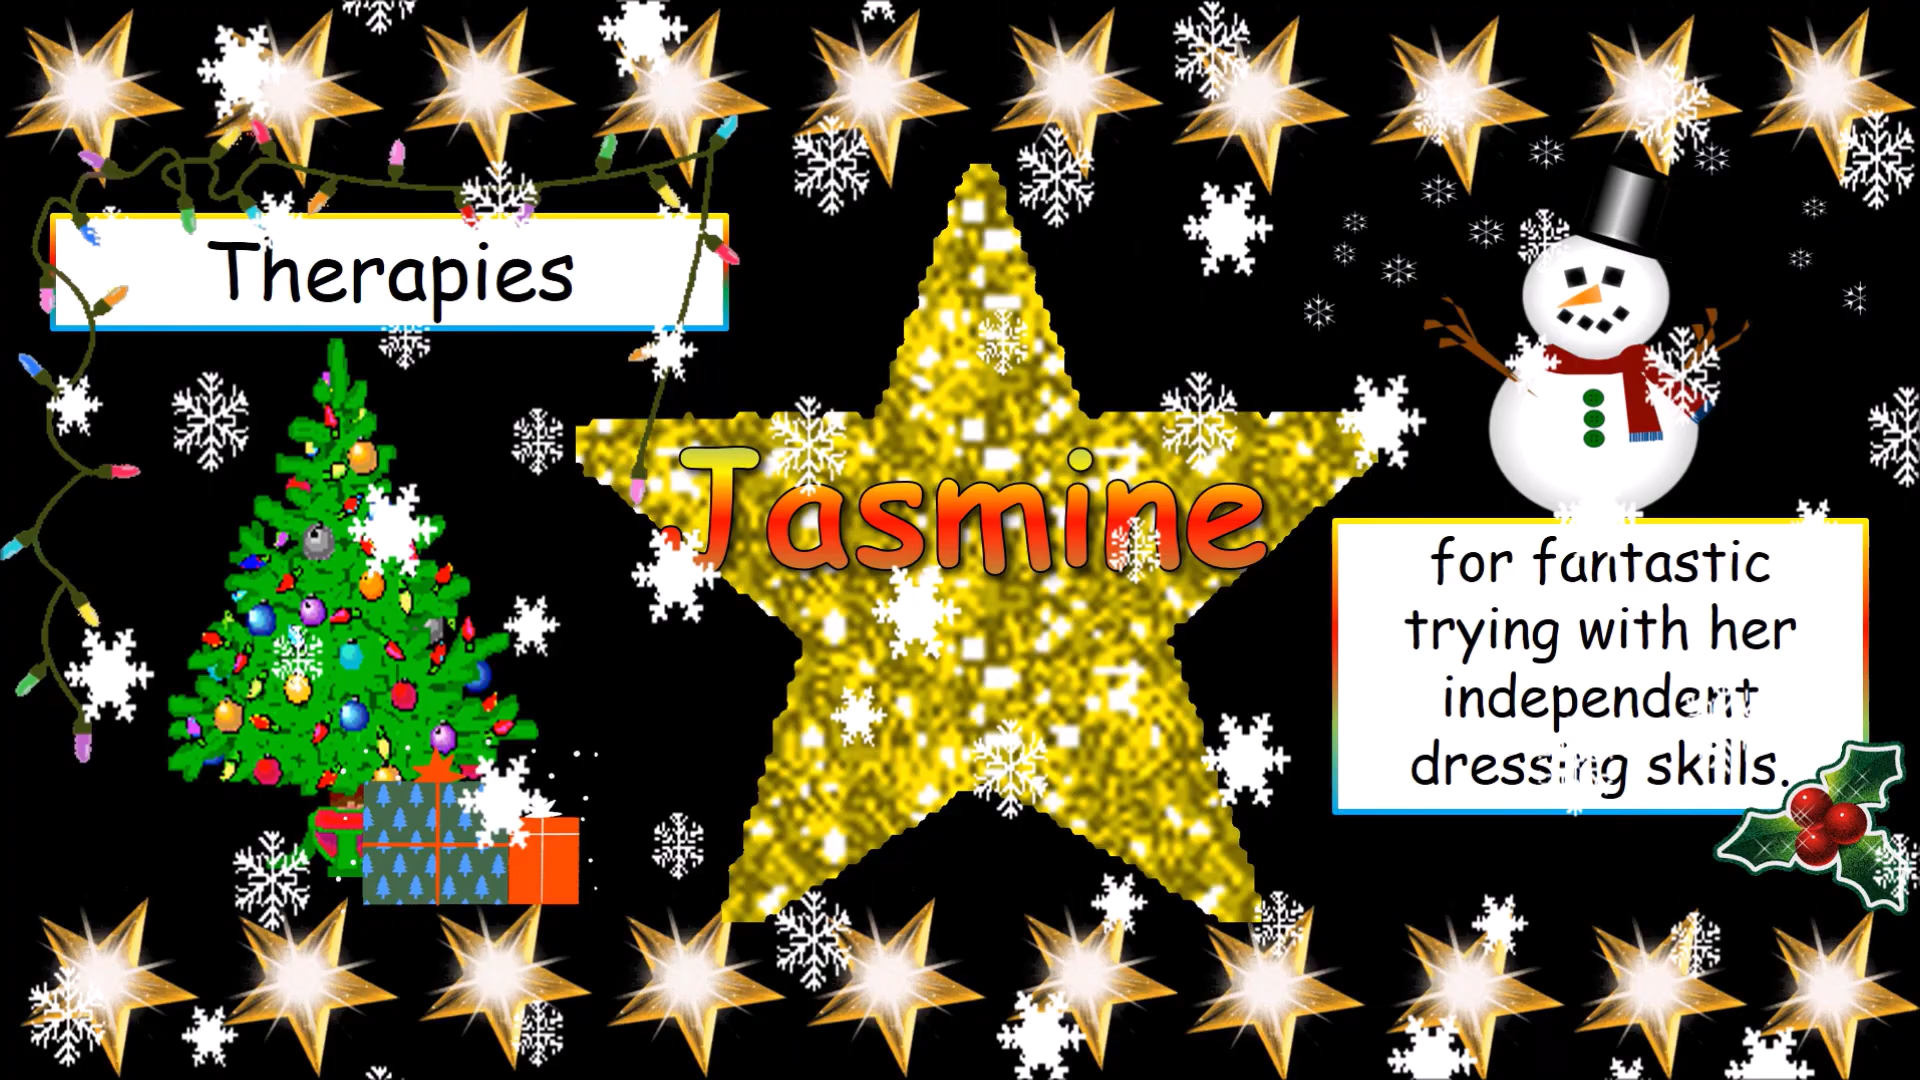 Therapies
Jasmine
for fantastic
trying with her
independent
dressing skills.